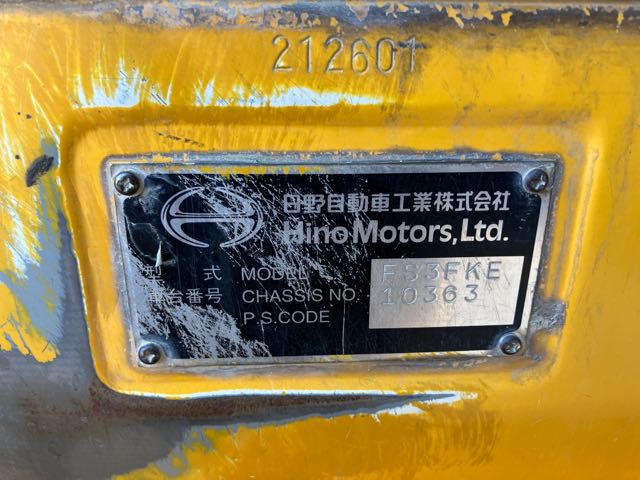 212601
日野自動車工業株式会社
Hino Motors, Ltd.
型 式 MODEL FS3FKE
車台番号 CHASSIS NO. 10363
P.S.CODE